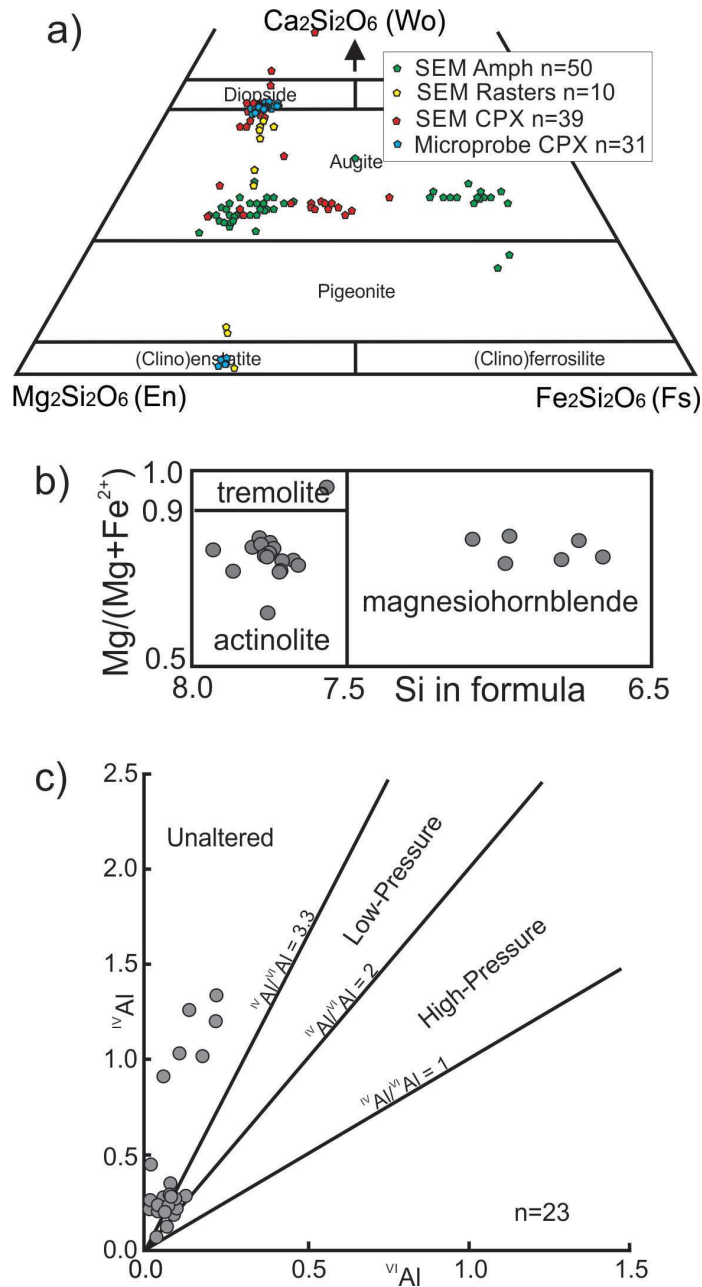 a)
Ca2Si2O6 (Wo)
SEM Amph n=50
SEM Rasters n=10
SEM CPX n=39
Microprobe CPX n=31
Diopside
Augite
Pigeonite
(Clino)enstatite
(Clino)ferrosilite
Mg2Si2O6 (En)
Fe2Si2O6 (Fs)
b)
Mg/(Mg+Fe²⁺)
1.0
0.9
0.5
tremolite
actinolite
magnesiohornblende
8.0
7.5
Si in formula
6.5
c)
2.5
2.0
1.5
1.0
0.5
0.0
ᴵⱽAl
Unaltered
Low-Pressure
High-Pressure
ᴵⱽAl/ⱽᴵAl = 3.3
ᴵⱽAl/ⱽᴵAl = 2
ᴵⱽAl/ⱽᴵAl = 1
n=23
0.0
0.5
1.0
1.5
ⱽᴵAl